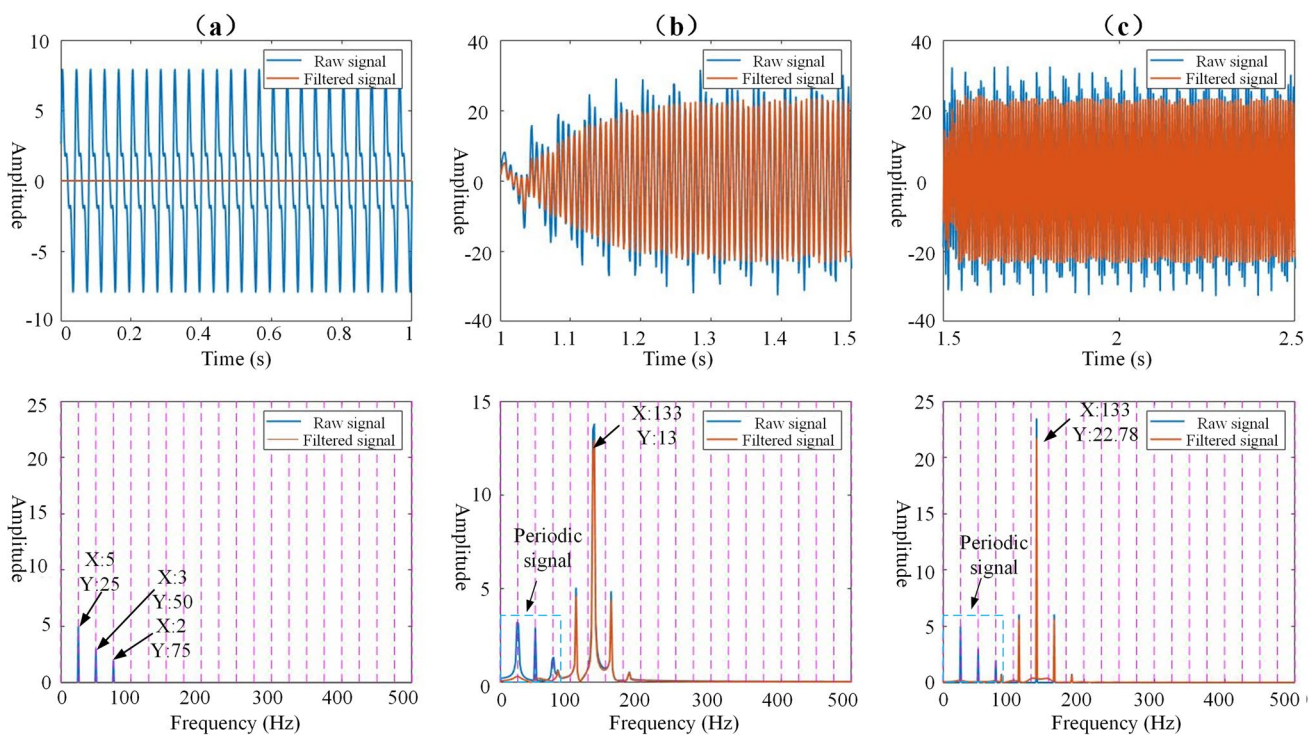 (a)
10
5
0
-5
-10
Amplitude
Raw signal
Filtered signal
0 0.2 0.4 0.6 0.8 1
Time (s)
(b)
40
20
0
-20
-40
Amplitude
Raw signal
Filtered signal
1 1.1 1.2 1.3 1.4 1.5
Time (s)
(c)
40
20
0
-20
-40
Amplitude
Raw signal
Filtered signal
1.5 2 2.5
Time (s)
25
20
15
10
5
0
Amplitude
Raw signal
Filtered signal
X:5
Y:25
X:3
Y:50
X:2
Y:75
0 100 200 300 400 500
Frequency (Hz)
15
10
5
0
Amplitude
X:133
Y:13
Raw signal
Filtered signal
Periodic
signal
0 100 200 300 400 500
Frequency (Hz)
25
20
15
10
5
0
Amplitude
X:133
Y:22.78
Raw signal
Filtered signal
Periodic
signal
0 100 200 300 400 500
Frequency (Hz)